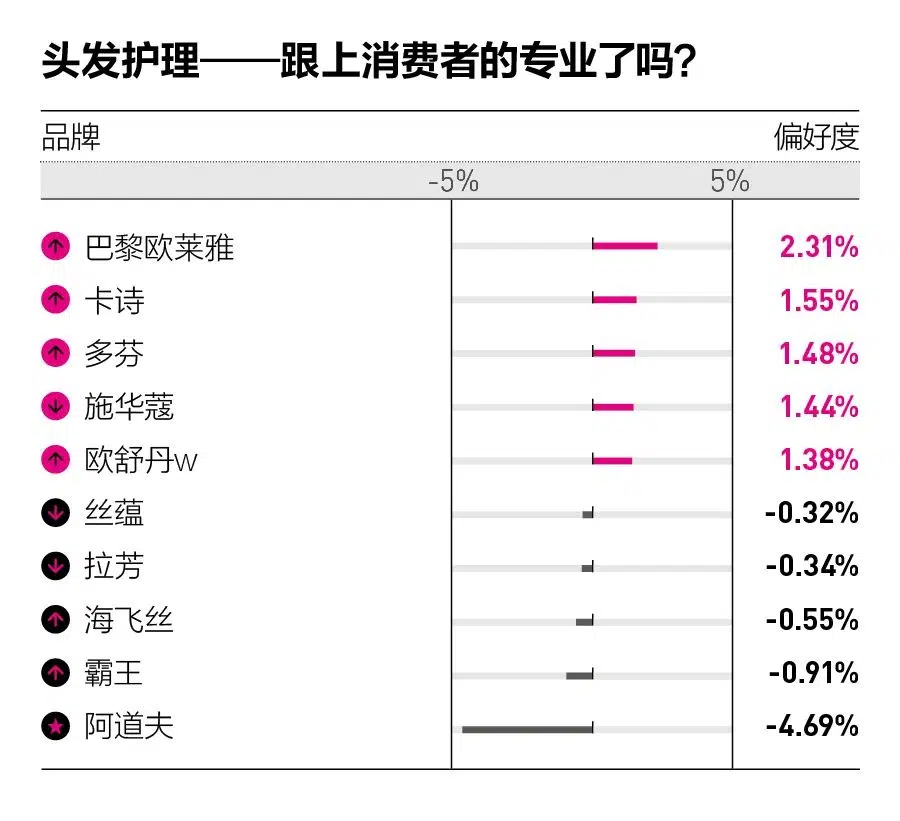 头发护理——跟上消费者的专业了吗？
品牌 偏好度
-5% 5%
巴黎欧莱雅 2.31%
卡诗 1.55%
多芬 1.48%
施华蔻 1.44%
欧舒丹w 1.38%
丝蕴 -0.32%
拉芳 -0.34%
海飞丝 -0.55%
霸王 -0.91%
阿道夫 -4.69%